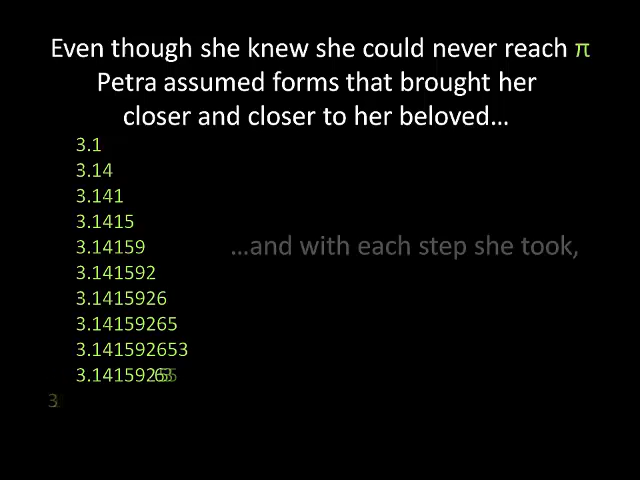 Even though she knew she could never reach π
Petra assumed forms that brought her
closer and closer to her beloved…
3.1
3.14
3.141
3.1415
3.14159
…and with each step she took,
3.141592
3.1415926
3.14159265
3.141592653